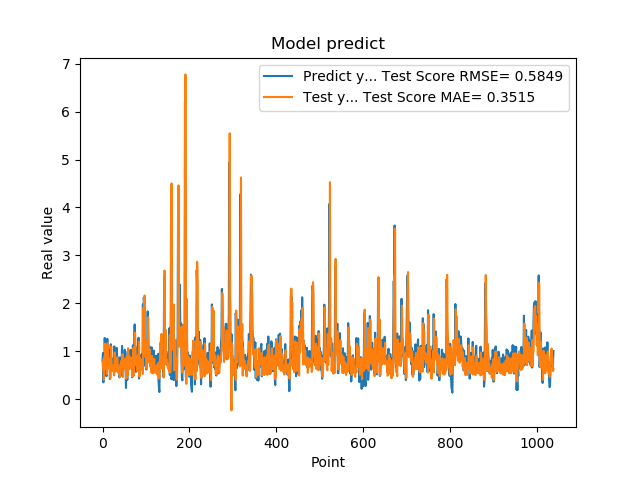 Model predict
Predict y... Test Score RMSE= 0.5849
Test y... Test Score MAE= 0.3515
7
6
5
4
3
2
1
0
Real value
0 200 400 600 800 1000
Point